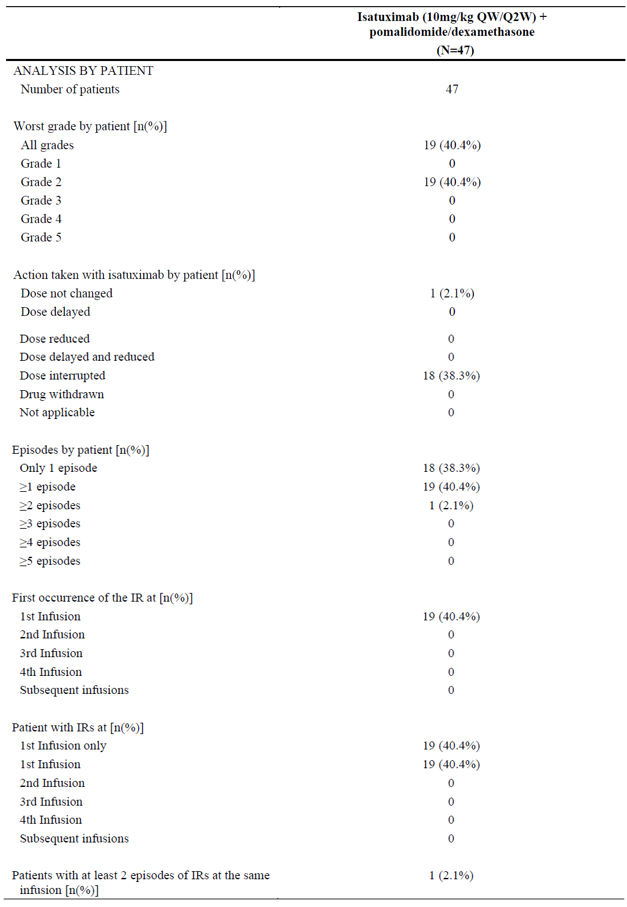 Isatuximab (10mg/kg QW/Q2W) +
pomalidomide/dexamethasone
(N=47)
ANALYSIS BY PATIENT
Number of patients 47
Worst grade by patient [n(%)]
All grades 19 (40.4%)
Grade 1 0
Grade 2 19 (40.4%)
Grade 3 0
Grade 4 0
Grade 5 0
Action taken with isatuximab by patient [n(%)]
Dose not changed 1 (2.1%)
Dose delayed 0
Dose reduced 0
Dose delayed and reduced 0
Dose interrupted 18 (38.3%)
Drug withdrawn 0
Not applicable 0
Episodes by patient [n(%)]
Only 1 episode 18 (38.3%)
≥1 episode 19 (40.4%)
≥2 episodes 1 (2.1%)
≥3 episodes 0
≥4 episodes 0
≥5 episodes 0
First occurrence of the IR at [n(%)]
1st Infusion 19 (40.4%)
2nd Infusion 0
3rd Infusion 0
4th Infusion 0
Subsequent infusions 0
Patient with IRs at [n(%)]
1st Infusion only 19 (40.4%)
1st Infusion 19 (40.4%)
2nd Infusion 0
3rd Infusion 0
4th Infusion 0
Subsequent infusions 0
Patients with at least 2 episodes of IRs at the same 1 (2.1%)
infusion [n(%)]